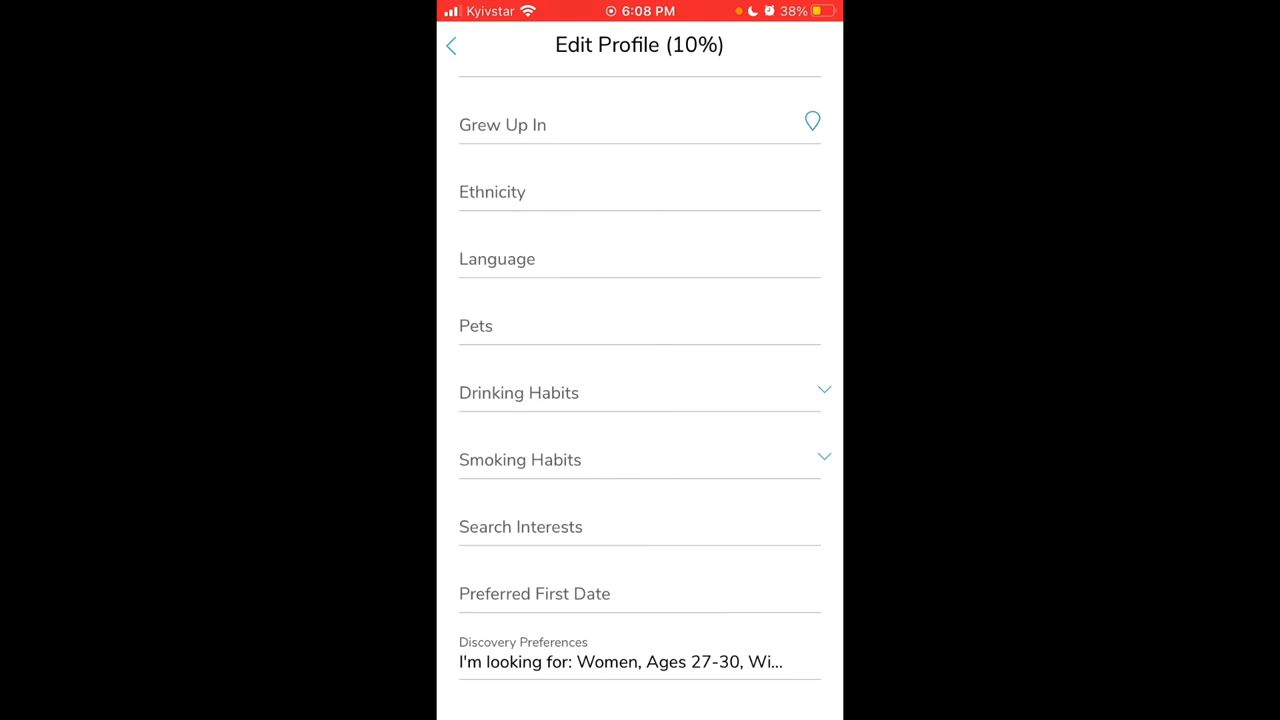 Kyivstar 6:08 PM 38%
Edit Profile (10%)
Grew Up In
Ethnicity
Language
Pets
Drinking Habits
Smoking Habits
Search Interests
Preferred First Date
Discovery Preferences
I'm looking for: Women, Ages 27-30, Wi...